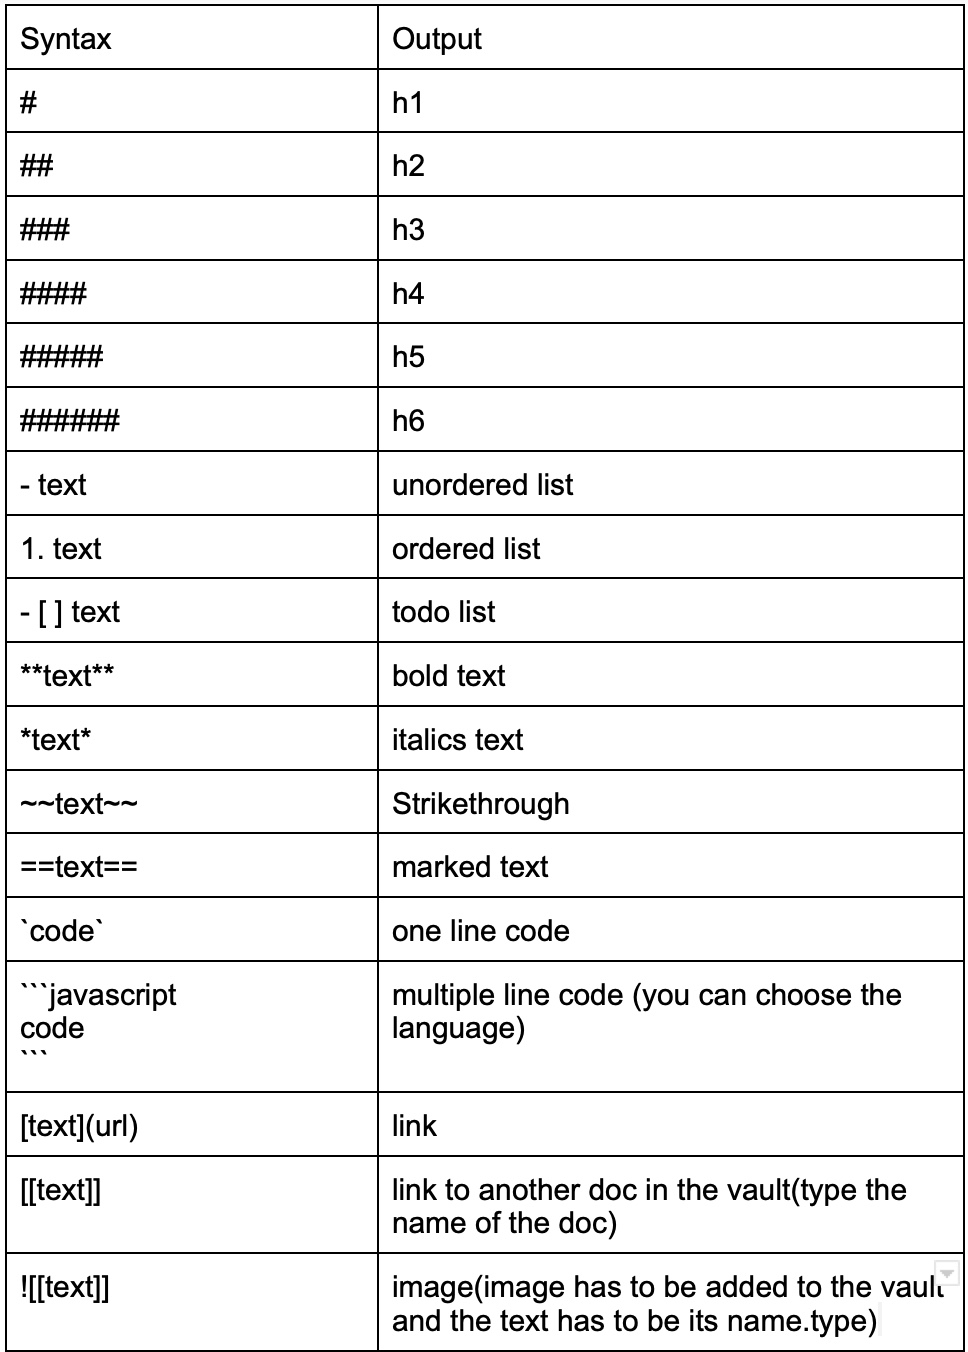 Syntax Output
# h1
## h2
### h3
#### h4
##### h5
###### h6
- text unordered list
1. text ordered list
- [ ] text todo list
**text** bold text
*text* italics text
~~text~~ Strikethrough
==text== marked text
`code` one line code
```javascript
code
```
multiple line code (you can choose the
language)
[text](url) link
[[text]]
link to another doc in the vault(type the
name of the doc)
![[text]]
image(image has to be added to the vault
and the text has to be its name.type)